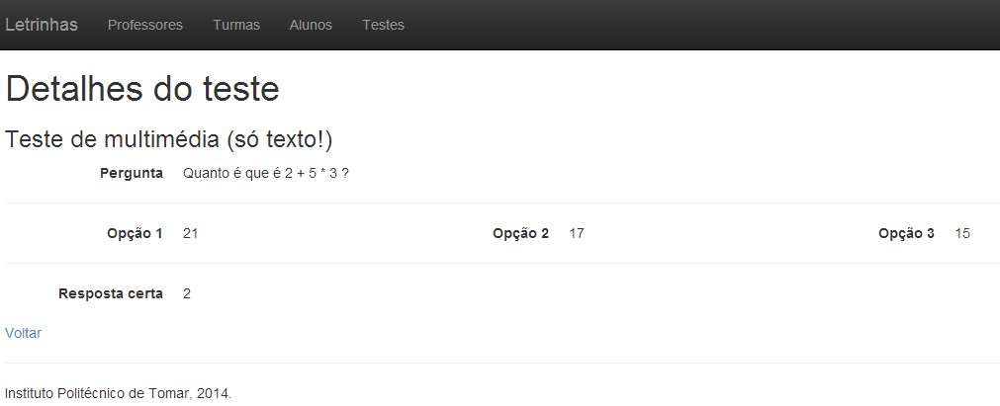 Letrinhas Professores Turmas Alunos Testes
Detalhes do teste
Teste de multimédia (só texto!)
Pergunta Quanto é que é 2 + 5 * 3 ?
Opção 1 21 Opção 2 17 Opção 3 15
Resposta certa 2
Voltar
Instituto Politécnico de Tomar, 2014.